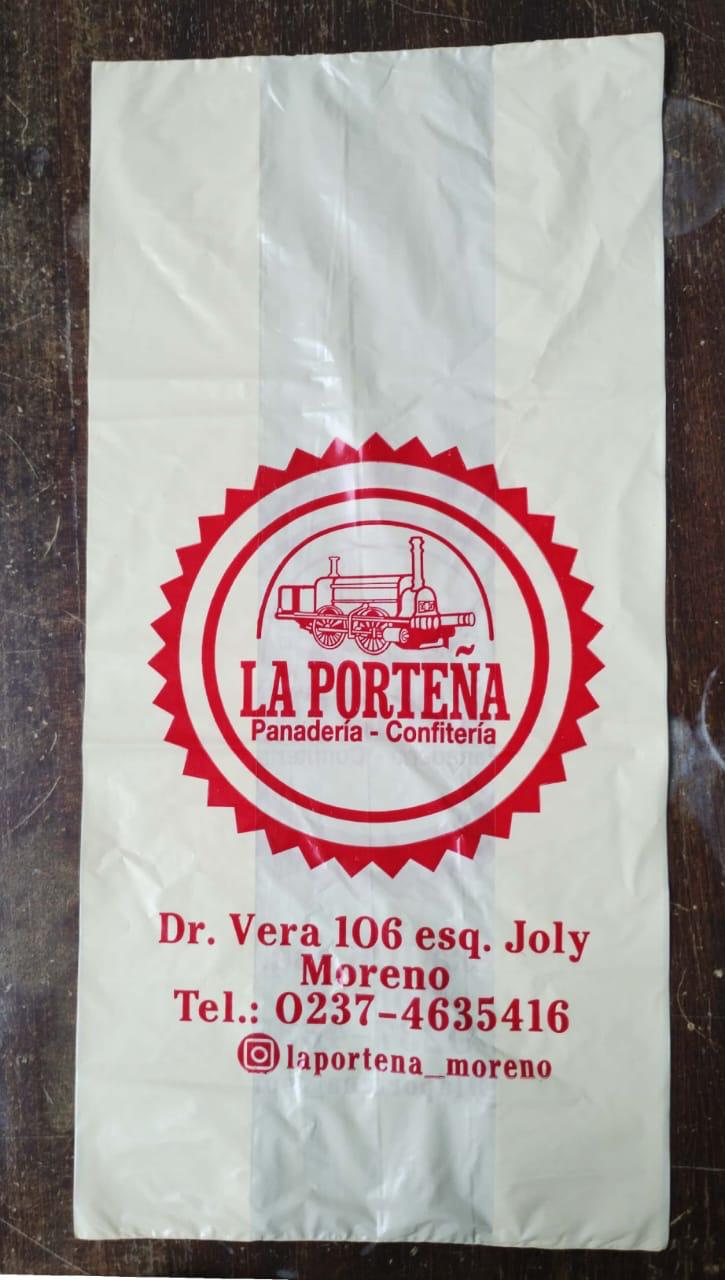 LA PORTEÑA
Panadería - Confitería
Dr. Vera 106 esq. Joly
Moreno
Tel.: 0237-4635416
laportena_moreno